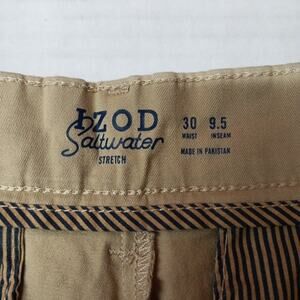 IZOD
Saltwater
STRETCH
30 9.5
WAIST INSEAM
MADE IN PAKISTAN